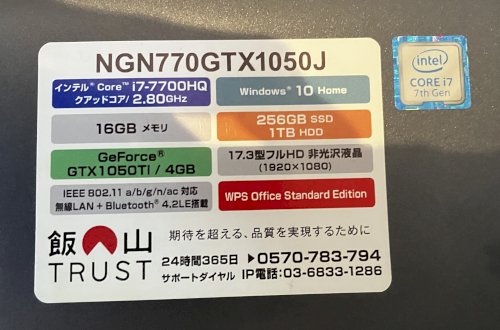 NGN770GTX1050J
インテル® Core™ i7-7700HQ
クアッドコア/ 2.80GHz
Windows® 10 Home
16GB メモリ
256GB SSD
1TB HDD
GeForce®
GTX1050TI / 4GB
17.3型フルHD 非光沢液晶
(1920×1080)
IEEE 802.11 a/b/g/n/ac 対応
無線LAN + Bluetooth® 4.2LE搭載
WPS Office Standard Edition
飯山
TRUST
期待を超える、品質を実現するために
24時間365日
サポートダイヤル
▶0570-783-794
IP電話:03-6833-1286
intel
CORE i7
7th Gen